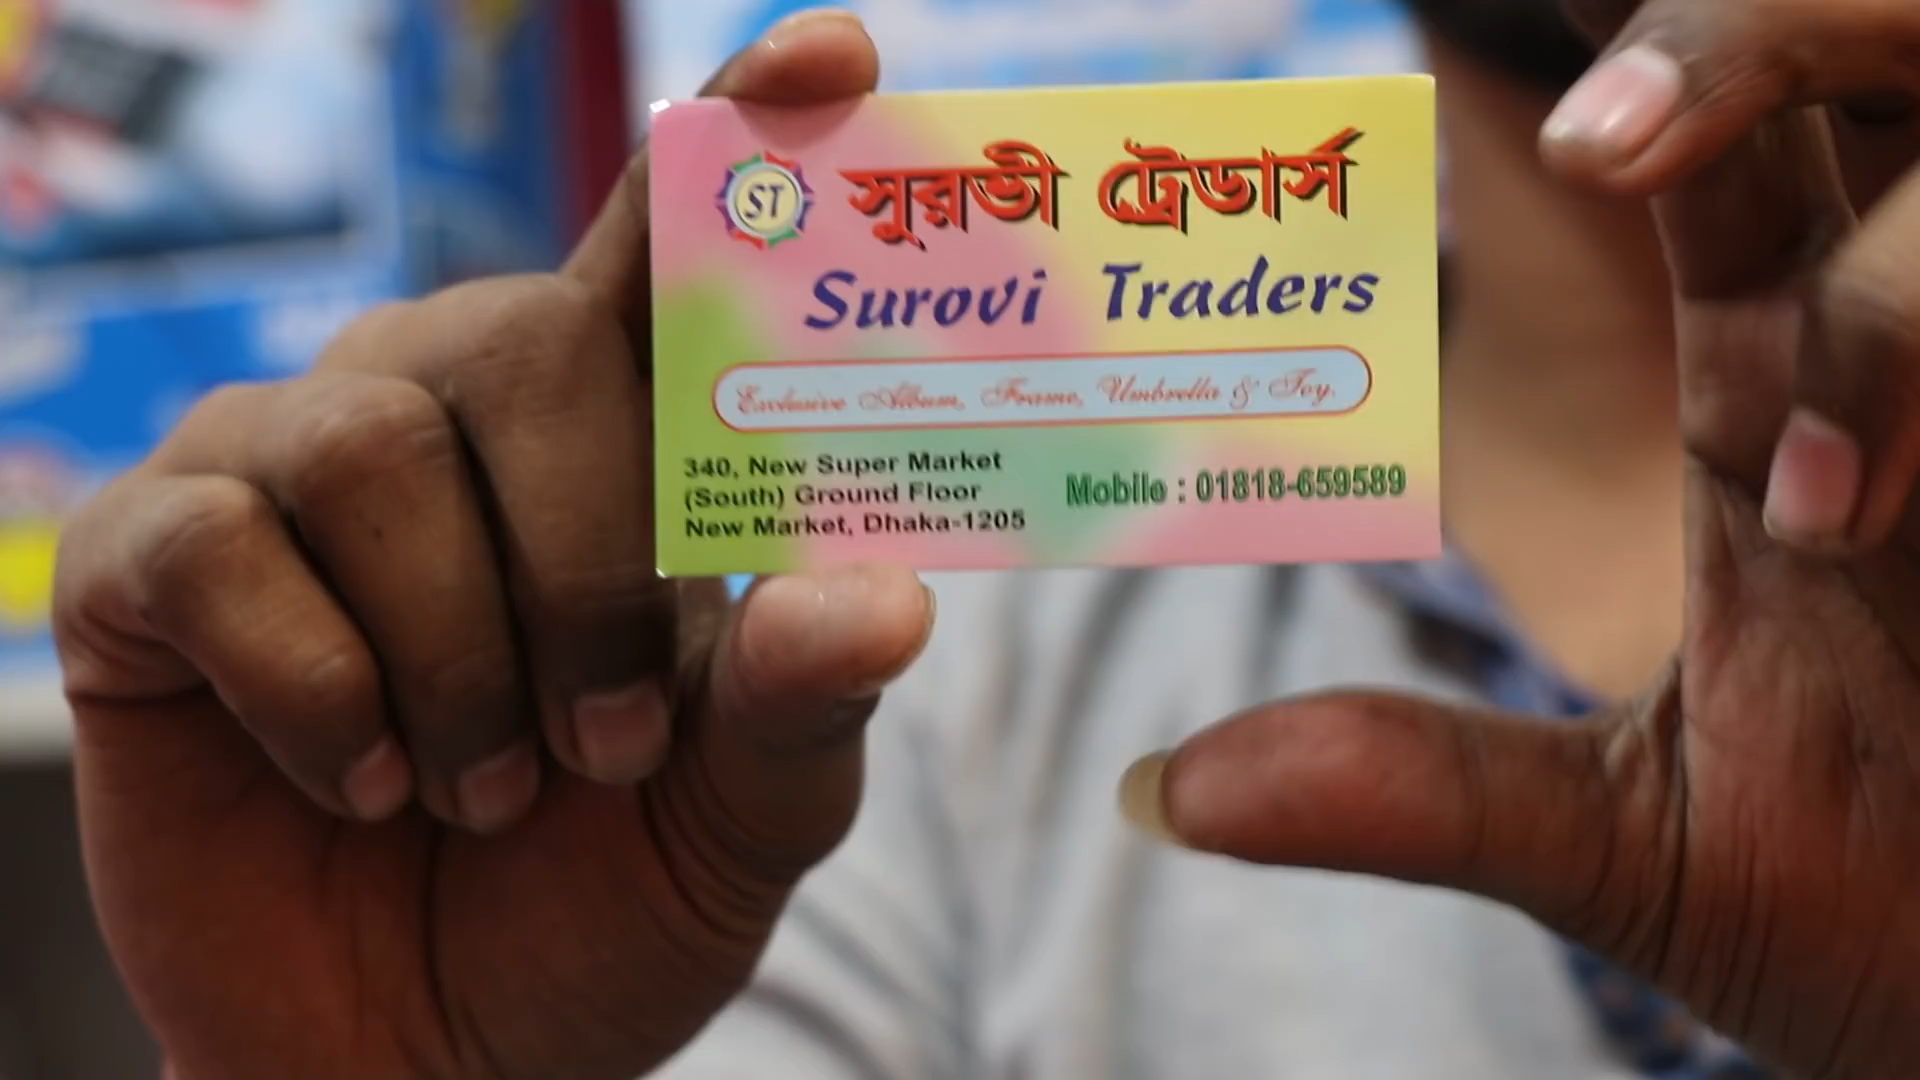 ST
সুরভী ট্রেডার্স
Surovi Traders
Exclusive Album, Frame, Umbrella & Toy.
340, New Super Market
(South) Ground Floor
New Market, Dhaka-1205
Mobile : 01818-659589